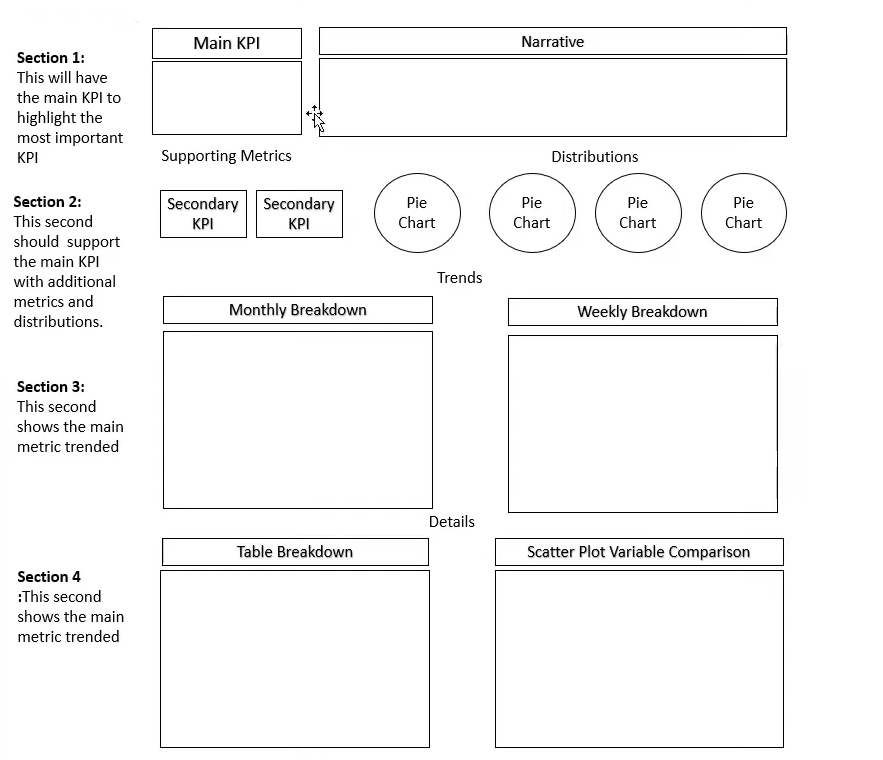 Main KPI
Narrative
Section 1:
This will have
the main KPI to
highlight the
most important
KPI
Supporting Metrics
Distributions
Section 2:
This second
should  support
the main KPI
with additional
metrics and
distributions.
Secondary
KPI
Secondary
KPI
Pie
Chart
Pie
Chart
Pie
Chart
Pie
Chart
Trends
Monthly Breakdown
Weekly Breakdown
Section 3:
This second
shows the main
metric trended
Details
Table Breakdown
Scatter Plot Variable Comparison
Section 4
:This second
shows the main
metric trended